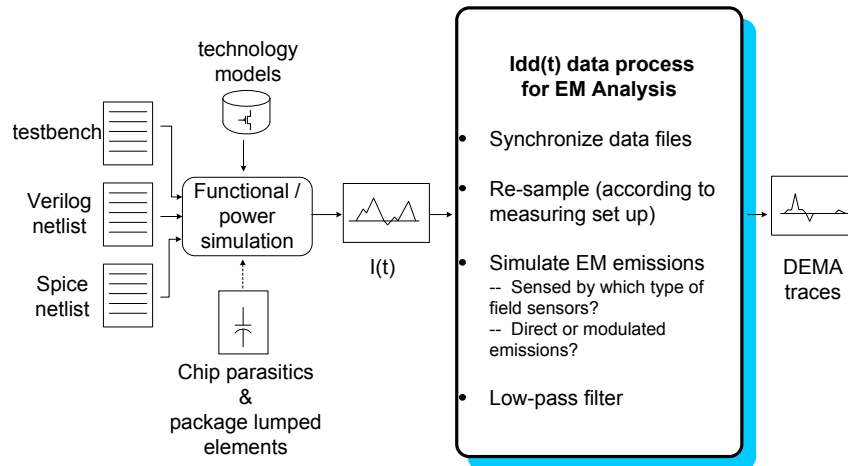 technology
models
testbench
Verilog
netlist
Spice
netlist
Functional /
power
simulation
Chip parasitics
&
package lumped
elements
I(t)
Idd(t) data process
for EM Analysis
• Synchronize data files
• Re-sample (according to
measuring set up)
• Simulate EM emissions
-- Sensed by which type of
field sensors?
-- Direct or modulated
emissions?
• Low-pass filter
DEMA
traces